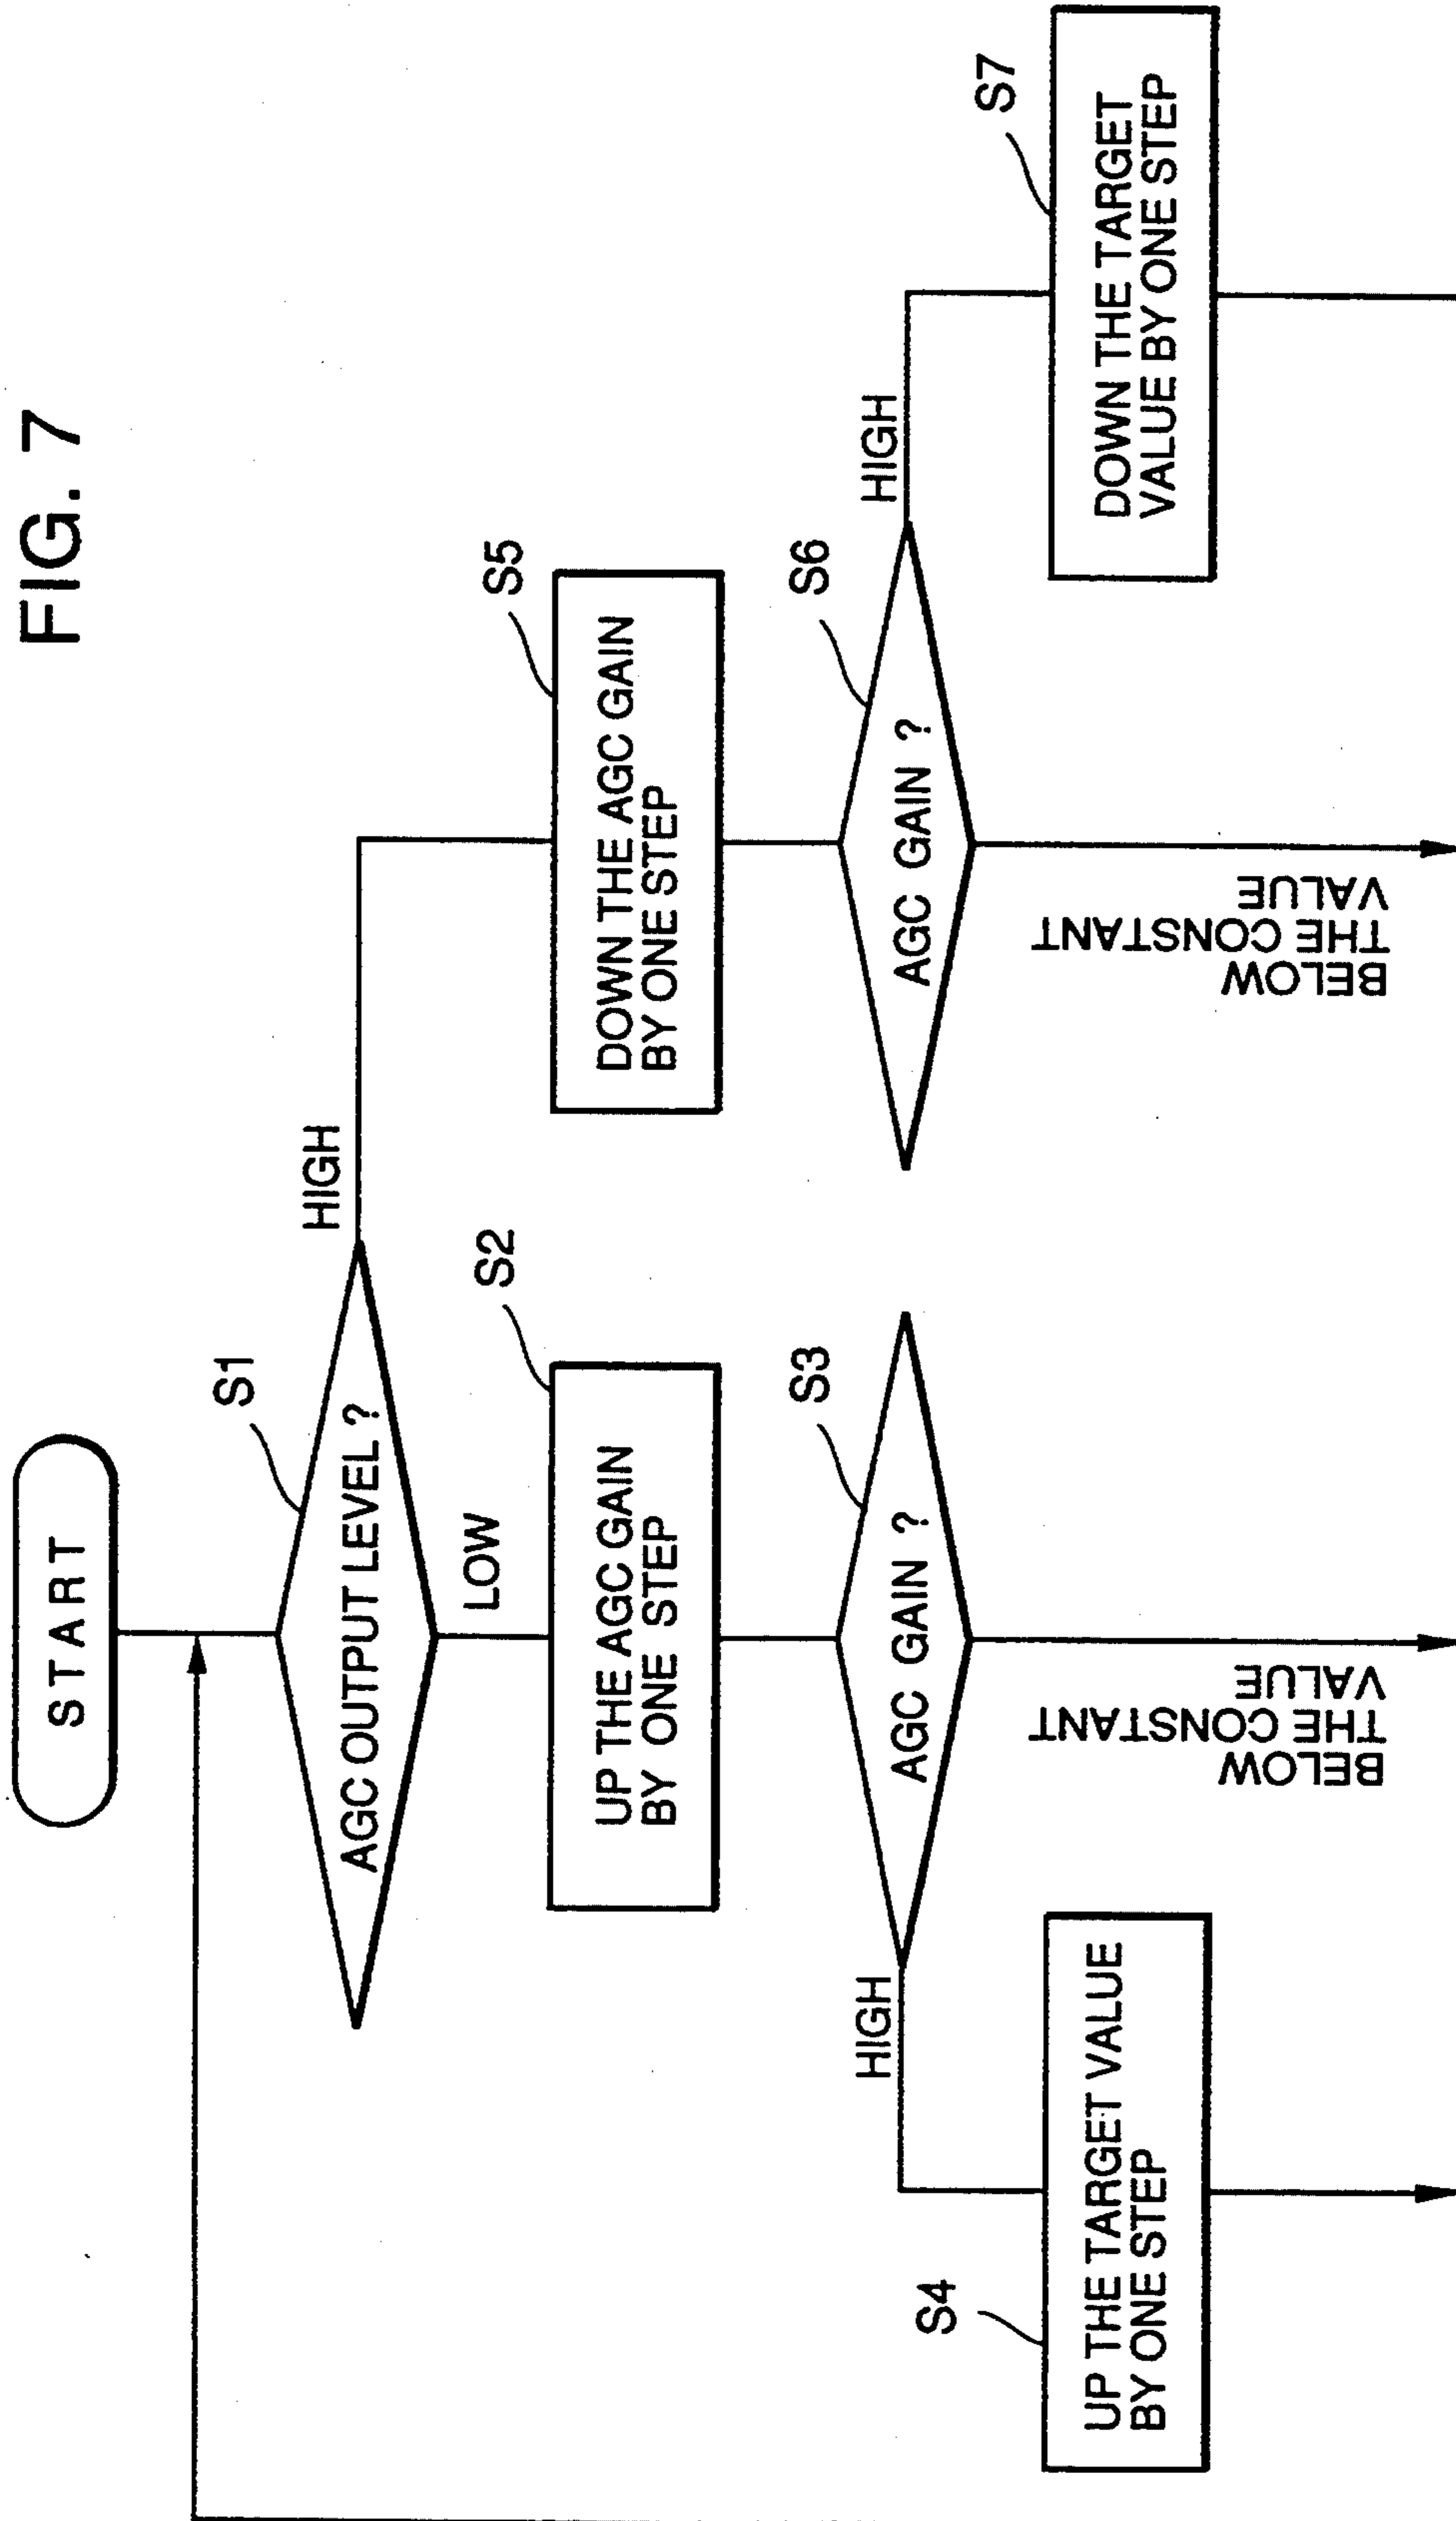 FIG. 7
START
S1
AGC OUTPUT LEVEL ?
HIGH
LOW
S2
UP THE AGC GAIN
BY ONE STEP
S5
DOWN THE AGC GAIN
BY ONE STEP
S3
AGC GAIN ?
HIGH
BELOW
THE CONSTANT
VALUE
S6
AGC GAIN ?
HIGH
BELOW
THE CONSTANT
VALUE
S4
UP THE TARGET VALUE
BY ONE STEP
S7
DOWN THE TARGET
VALUE BY ONE STEP